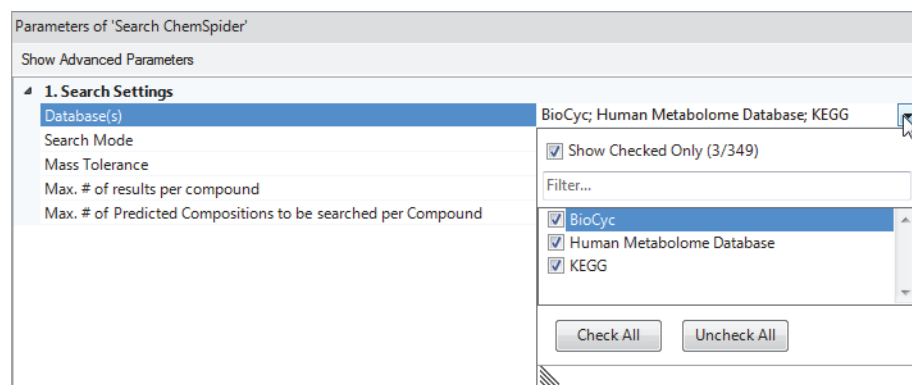 Parameters of 'Search ChemSpider'
Show Advanced Parameters
1. Search Settings
Database(s) BioCyc; Human Metabolome Database; KEGG
Search Mode
Mass Tolerance
Max. # of results per compound
Max. # of Predicted Compositions to be searched per Compound
Show Checked Only (3/349)
Filter...
BioCyc
Human Metabolome Database
KEGG
Check All Uncheck All